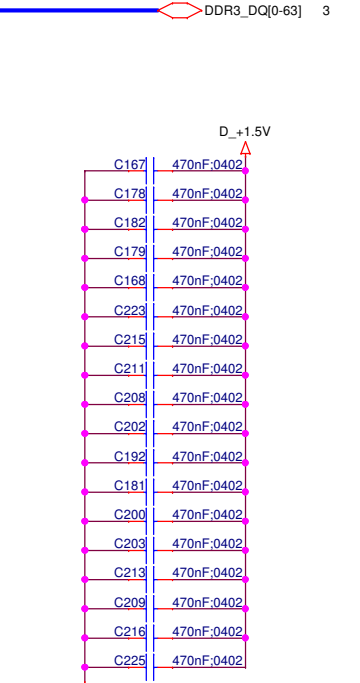 DDR3_DQ[0-63] 3
D_+1.5V
C167 470nF;0402
C178 470nF;0402
C182 470nF;0402
C179 470nF;0402
C168 470nF;0402
C223 470nF;0402
C215 470nF;0402
C211 470nF;0402
C208 470nF;0402
C202 470nF;0402
C192 470nF;0402
C181 470nF;0402
C200 470nF;0402
C203 470nF;0402
C213 470nF;0402
C209 470nF;0402
C216 470nF;0402
C225 470nF;0402